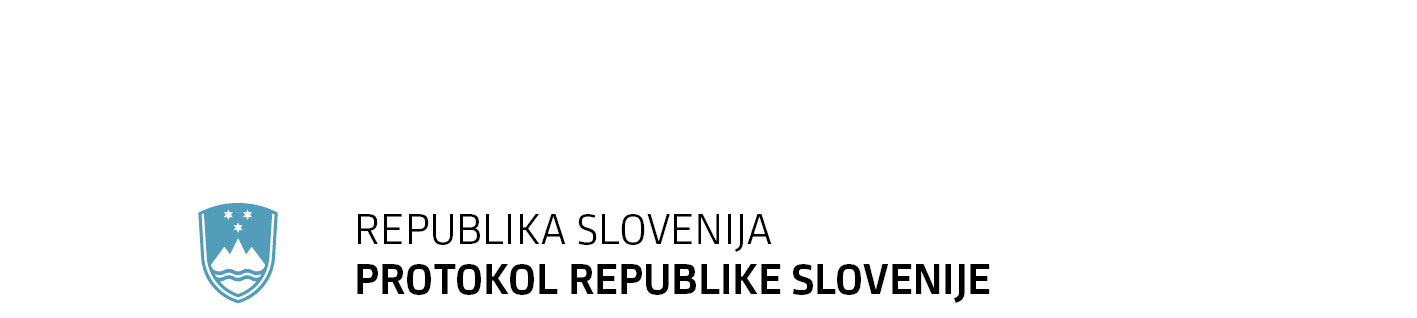 REPUBLIKA SLOVENIJA
PROTOKOL REPUBLIKE SLOVENIJE